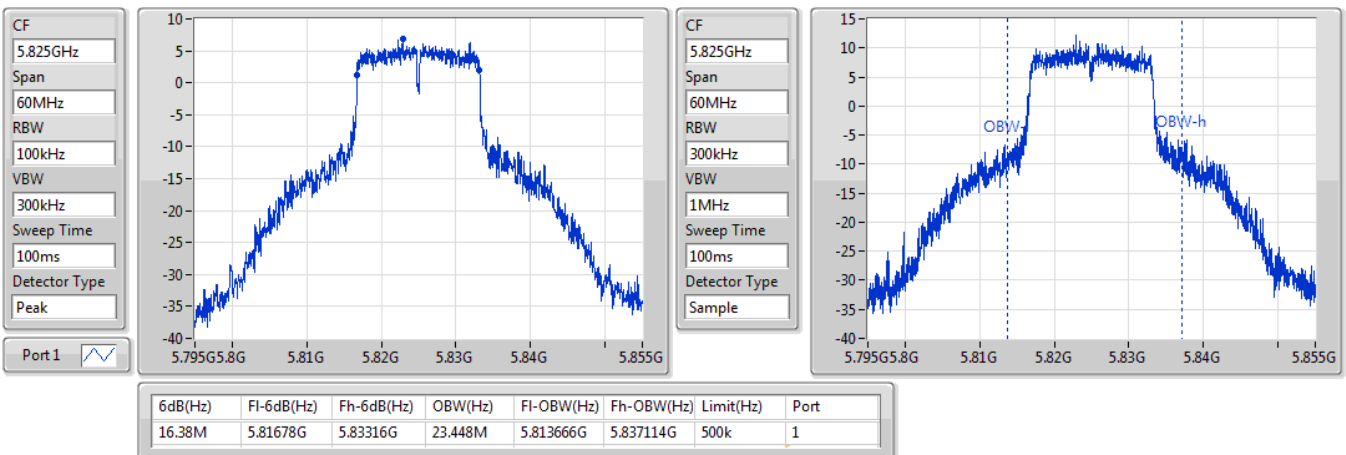 CF
5.825GHz
Span
60MHz
RBW
100kHz
VBW
300kHz
Sweep Time
100ms
Detector Type
Peak
Port 1
10
5
0
-5
-10
-15
-20
-25
-30
-35
-40
5.795G 5.8G 5.81G 5.82G 5.83G 5.84G 5.855G
CF
5.825GHz
Span
60MHz
RBW
300kHz
VBW
1MHz
Sweep Time
100ms
Detector Type
Sample
15
10
5
0
-5
-10
-15
-20
-25
-30
-35
-40
OBW- OBW-h
5.795G 5.8G 5.81G 5.82G 5.83G 5.84G 5.855G
6dB(Hz) Fl-6dB(Hz) Fh-6dB(Hz) OBW(Hz) Fl-OBW(Hz) Fh-OBW(Hz) Limit(Hz) Port
16.38M 5.81678G 5.83316G 23.448M 5.813666G 5.837114G 500k 1